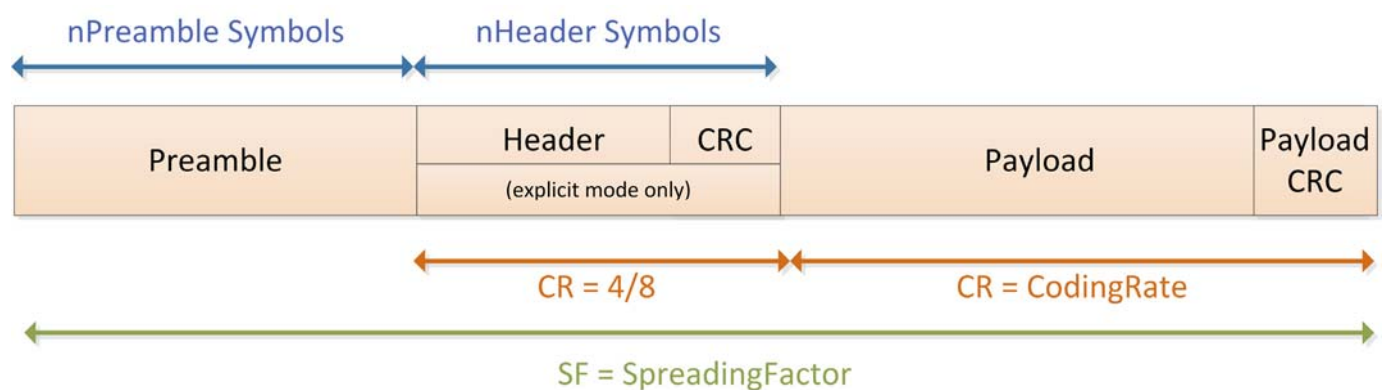 nPreamble Symbols
nHeader Symbols
Preamble
Header
CRC
(explicit mode only)
Payload
Payload
CRC
CR = 4/8
CR = CodingRate
SF = SpreadingFactor